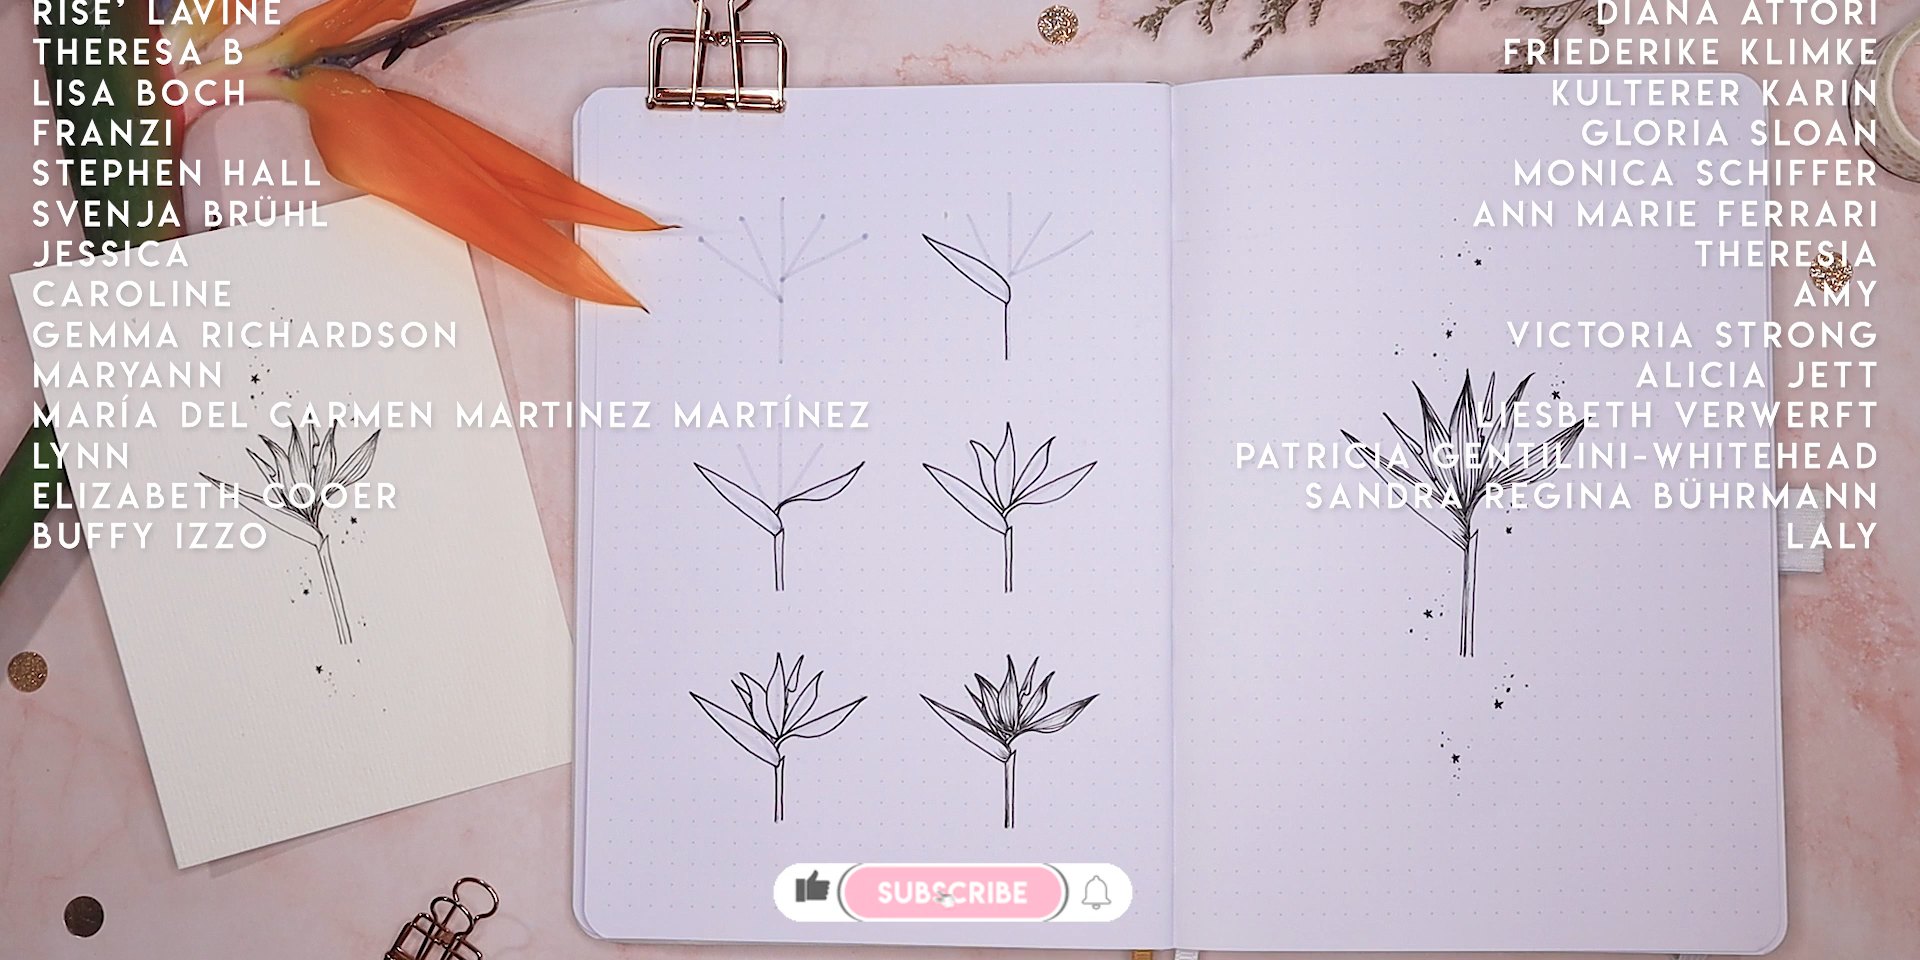 RISE' LAVINE
THERESA B
LISA BOCH
FRANZI
STEPHEN HALL
SVENJA BRÜHL
JESSICA
CAROLINE
GEMMA RICHARDSON
MARYANN
MARÍA DEL CARMEN MARTINEZ MARTÍNEZ
LYNN
ELIZABETH COOER
BUFFY IZZO
DIANA ATTORI
FRIEDERIKE KLIMKE
KULTERER KARIN
GLORIA SLOAN
MONICA SCHIFFER
ANN MARIE FERRARI
THERESIA
AMY
VICTORIA STRONG
ALICIA JETT
LIESBETH VERWERFT
PATRICIA GENTILINI-WHITEHEAD
SANDRA REGINA BÜHRMANN
LALY
SUBSCRIBE